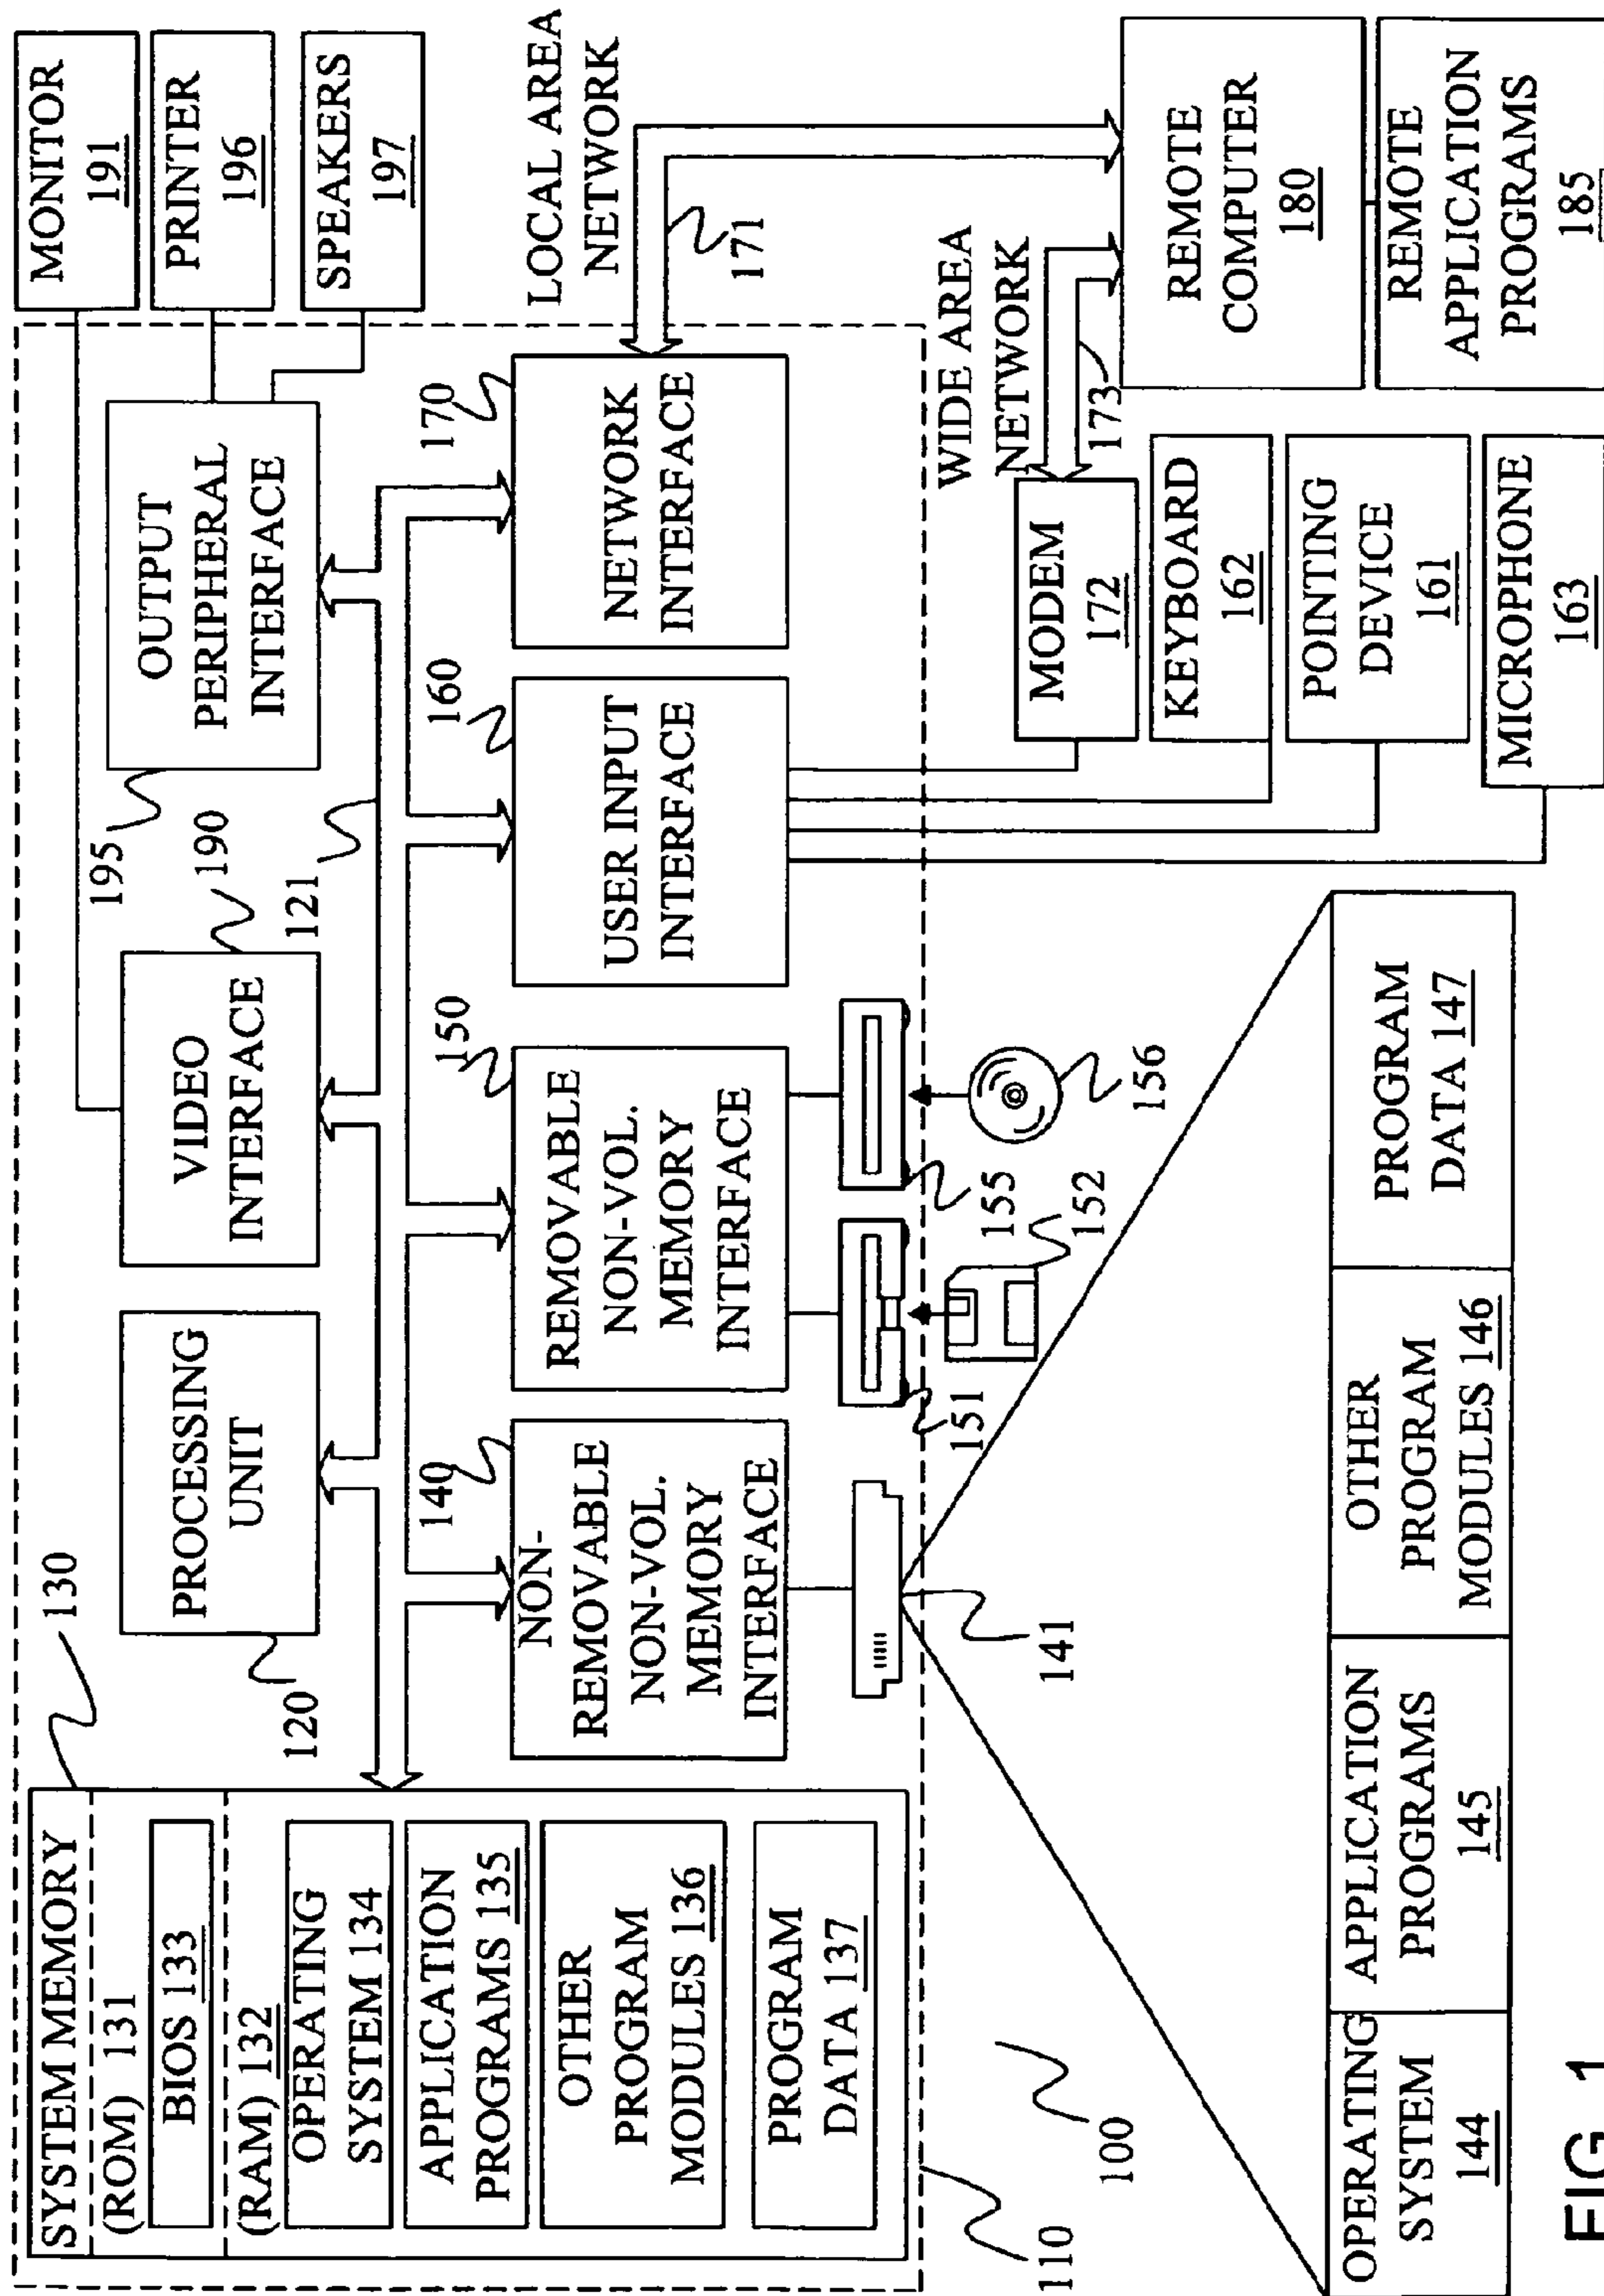 SYSTEM MEMORY
(ROM) 131
BIOS 133
(RAM) 132
OPERATING
SYSTEM 134
APPLICATION
PROGRAMS 135
OTHER
PROGRAM
MODULES 136
PROGRAM
DATA 137
130
PROCESSING
UNIT
120
VIDEO
INTERFACE
190
121
OUTPUT
PERIPHERAL
INTERFACE
195
MONITOR
191
PRINTER
196
SPEAKERS
197
NON-
REMOVABLE
NON-VOL.
MEMORY
INTERFACE
140
REMOVABLE
NON-VOL.
MEMORY
INTERFACE
150
USER INPUT
INTERFACE
160
NETWORK
INTERFACE
170
LOCAL AREA
NETWORK
171
WIDE AREA
NETWORK
173
141
151
152
155
156
MODEM
172
KEYBOARD
162
POINTING
DEVICE
161
MICROPHONE
163
REMOTE
COMPUTER
180
REMOTE
APPLICATION
PROGRAMS
185
110
100
OPERATING
SYSTEM
144
APPLICATION
PROGRAMS
145
OTHER
PROGRAM
MODULES 146
PROGRAM
DATA 147
FIG. 1